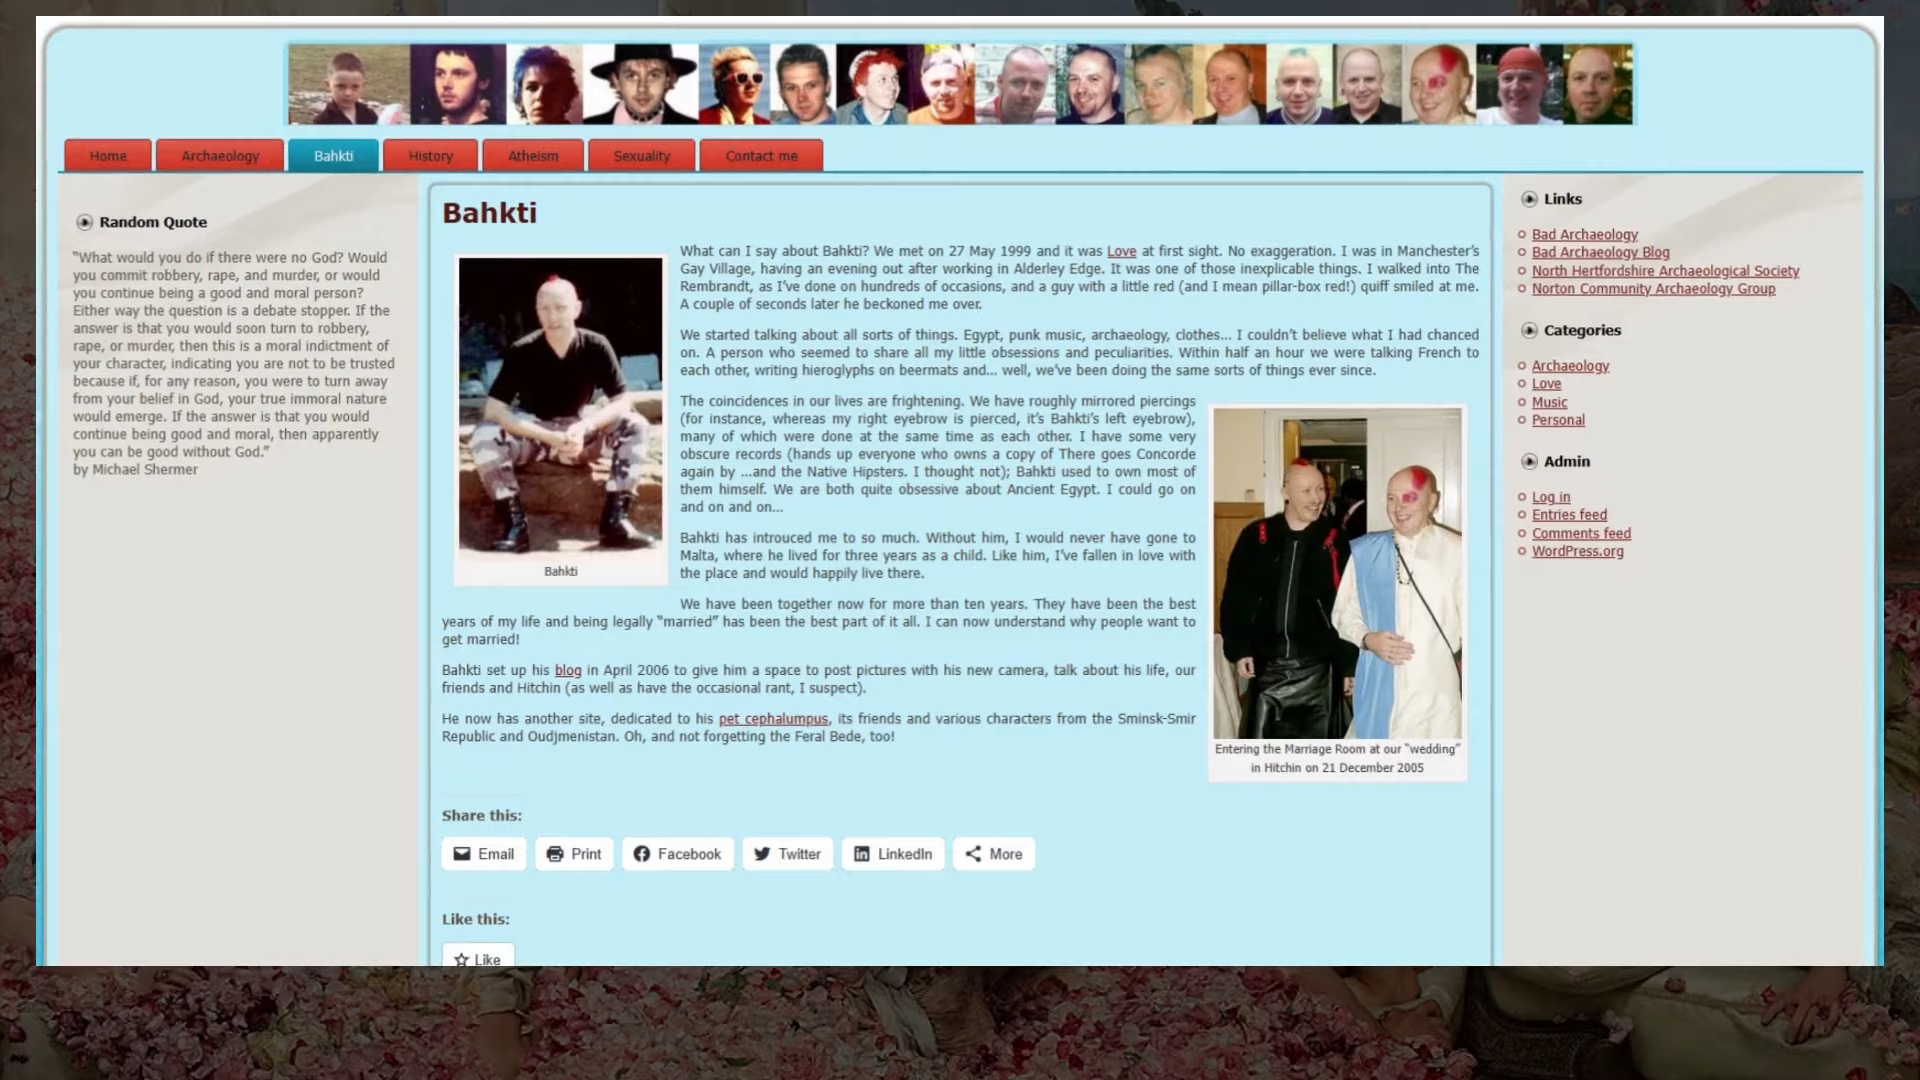 Home
Archaeology
Bahkti
History
Atheism
Sexuality
Contact me
Random Quote
“What would you do if there were no God? Would
you commit robbery, rape, and murder, or would
you continue being a good and moral person?
Either way the question is a debate stopper. If the
answer is that you would soon turn to robbery,
rape, or murder, then this is a moral indictment of
your character, indicating you are not to be trusted
because if, for any reason, you were to turn away
from your belief in God, your true immoral nature
would emerge. If the answer is that you would
continue being good and moral, then apparently
you can be good without God.”
by Michael Shermer
Bahkti
What can I say about Bahkti? We met on 27 May 1999 and it was Love at first sight. No exaggeration. I was in Manchester’s
Gay Village, having an evening out after working in Alderley Edge. It was one of those inexplicable things. I walked into The
Rembrandt, as I’ve done on hundreds of occasions, and a guy with a little red (and I mean pillar-box red!) quiff smiled at me.
A couple of seconds later he beckoned me over.
We started talking about all sorts of things. Egypt, punk music, archaeology, clothes… I couldn’t believe what I had chanced
on. A person who seemed to share all my little obsessions and peculiarities. Within half an hour we were talking French to
each other, writing hieroglyphs on beermats and… well, we’ve been doing the same sorts of things ever since.
The coincidences in our lives are frightening. We have roughly mirrored piercings
(for instance, whereas my right eyebrow is pierced, it’s Bahkti’s left eyebrow),
many of which were done at the same time as each other. I have some very
obscure records (hands up everyone who owns a copy of There goes Concorde
again by …and the Native Hipsters. I thought not); Bahkti used to own most of
them himself. We are both quite obsessive about Ancient Egypt. I could go on
and on and on…
Bahkti has introuced me to so much. Without him, I would never have gone to
Malta, where he lived for three years as a child. Like him, I’ve fallen in love with
the place and would happily live there.
Bahkti
We have been together now for more than ten years. They have been the best
years of my life and being legally “married” has been the best part of it all. I can now understand why people want to
get married!
Bahkti set up his blog in April 2006 to give him a space to post pictures with his new camera, talk about his life, our
friends and Hitchin (as well as have the occasional rant, I suspect).
He now has another site, dedicated to his pet cephalumpus, its friends and various characters from the Sminsk-Smir
Republic and Oudjmenistan. Oh, and not forgetting the Feral Bede, too!
Entering the Marriage Room at our “wedding”
in Hitchin on 21 December 2005
Share this:
Email
Print
Facebook
Twitter
LinkedIn
More
Like this:
Like
Links
Bad Archaeology
Bad Archaeology Blog
North Hertfordshire Archaeological Society
Norton Community Archaeology Group
Categories
Archaeology
Love
Music
Personal
Admin
Log in
Entries feed
Comments feed
WordPress.org